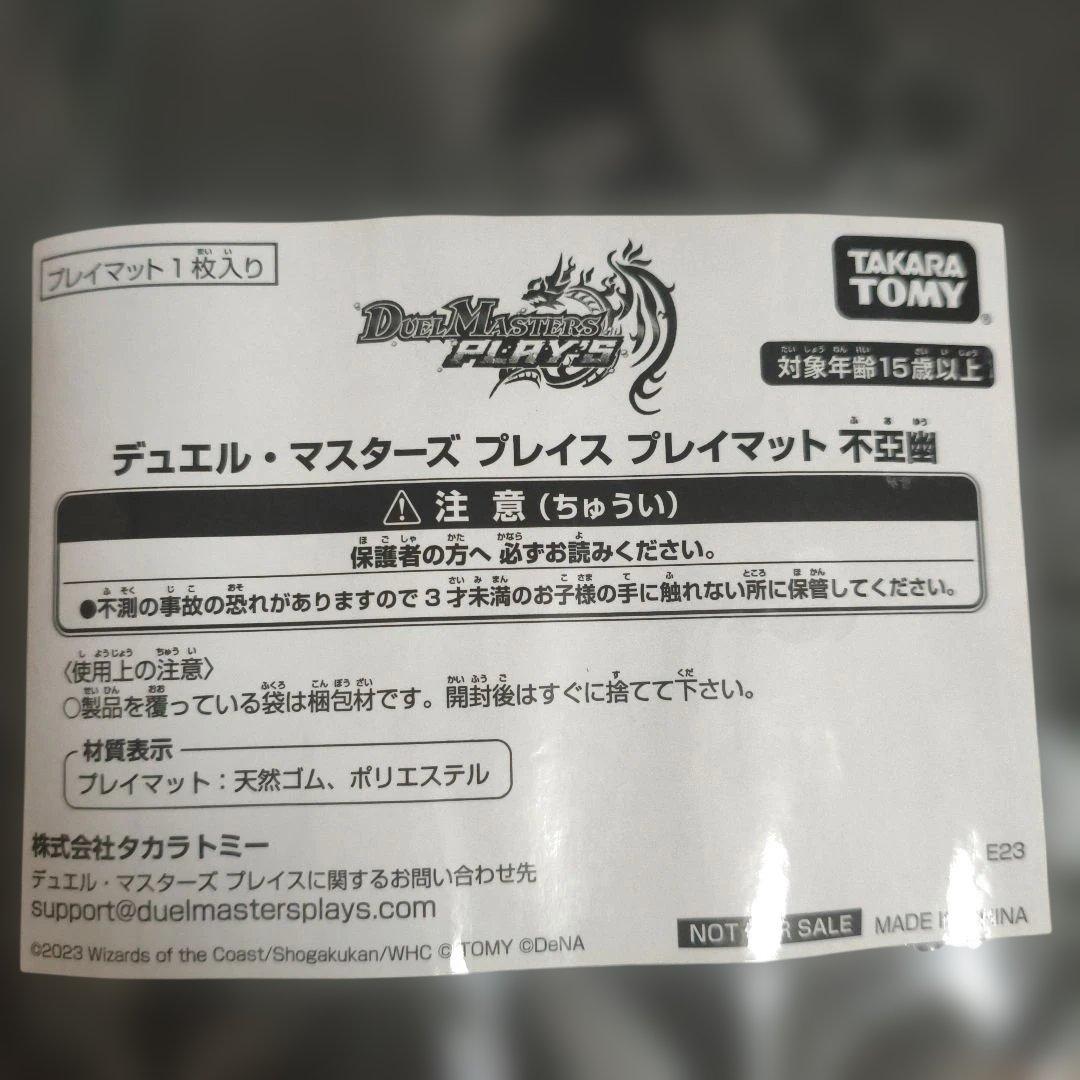 プレイマット1枚入り
DUEL MASTERS
PLAY'S
TAKARA
TOMY
対象年齢15歳以上
デュエル・マスターズ プレイス プレイマット 不亞幽
⚠ 注 意(ちゅうい)
保護者の方へ 必ずお読みください。
●不測の事故の恐れがありますので3才未満のお子様の手に触れない所に保管してください。
〈使用上の注意〉
○製品を覆っている袋は梱包材です。開封後はすぐに捨てて下さい。
材質表示
プレイマット:天然ゴム、ポリエステル
株式会社タカラトミー
デュエル・マスターズ プレイスに関するお問い合わせ先
support@duelmastersplays.com
©2023 Wizards of the Coast/Shogakukan/WHC © TOMY ©DeNA
E23
NOT SALE MADE